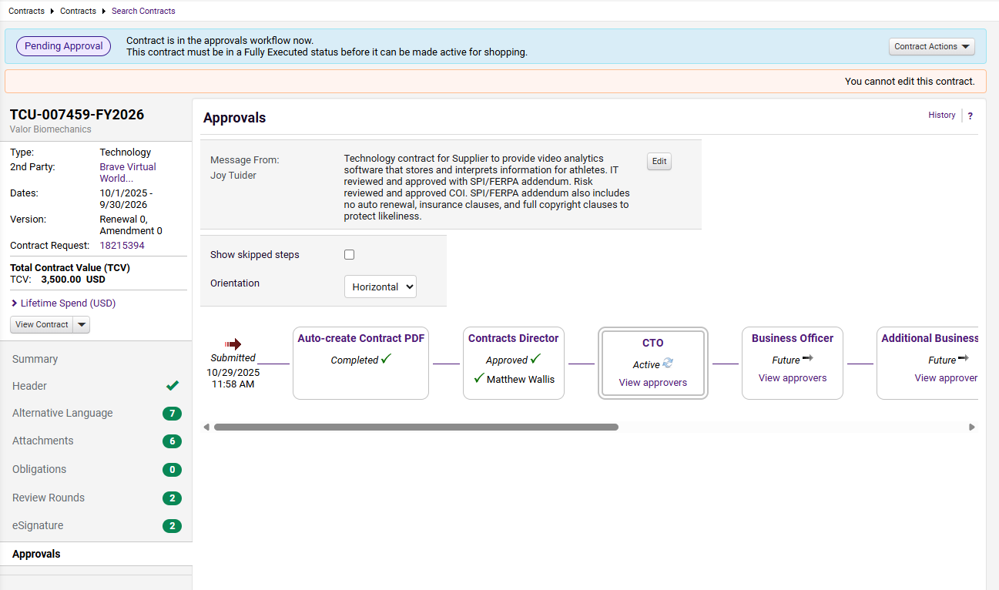 Contracts Contracts Search Contracts
Pending Approval
Contract is in the approvals workflow now.
This contract must be in a Fully Executed status before it can be made active for shopping.
Contract Actions
You cannot edit this contract.
TCU-007459-FY2026
Valor Biomechanics
Type: Technology
2nd Party: Brave Virtual
World...
Dates: 10/1/2025 -
9/30/2026
Version: Renewal 0,
Amendment 0
Contract Request: 18215394
Total Contract Value (TCV)
TCV: 3,500.00 USD
Lifetime Spend (USD)
View Contract
Summary
Header
Alternative Language 7
Attachments 6
Obligations 0
Review Rounds 2
eSignature 2
Approvals
Approvals
History ?
Message From:
Joy Tuider
Technology contract for Supplier to provide video analytics
software that stores and interprets information for athletes. IT
reviewed and approved with SPI/FERPA addendum. Risk
reviewed and approved COI. SPI/FERPA addendum also includes
no auto renewal, insurance clauses, and full copyright clauses to
protect likeliness.
Edit
Show skipped steps
Orientation Horizontal
Submitted
10/29/2025
11:58 AM
Auto-create Contract PDF
Completed
Contracts Director
Approved
Matthew Wallis
CTO
Active
View approvers
Business Officer
Future
View approvers
Additional Business
Future
View approver